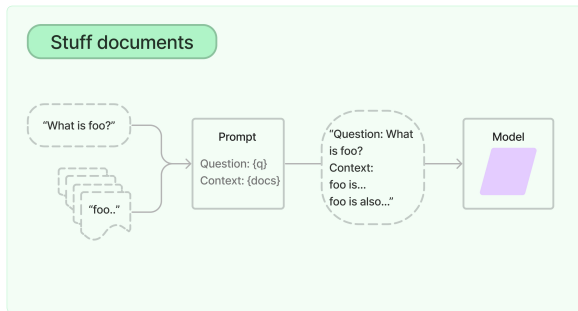 Stuff documents
“What is foo?”
“foo..”
Prompt
Question: {q}
Context: {docs}
“Question: What
is foo?
Context:
foo is...
foo is also...”
Model